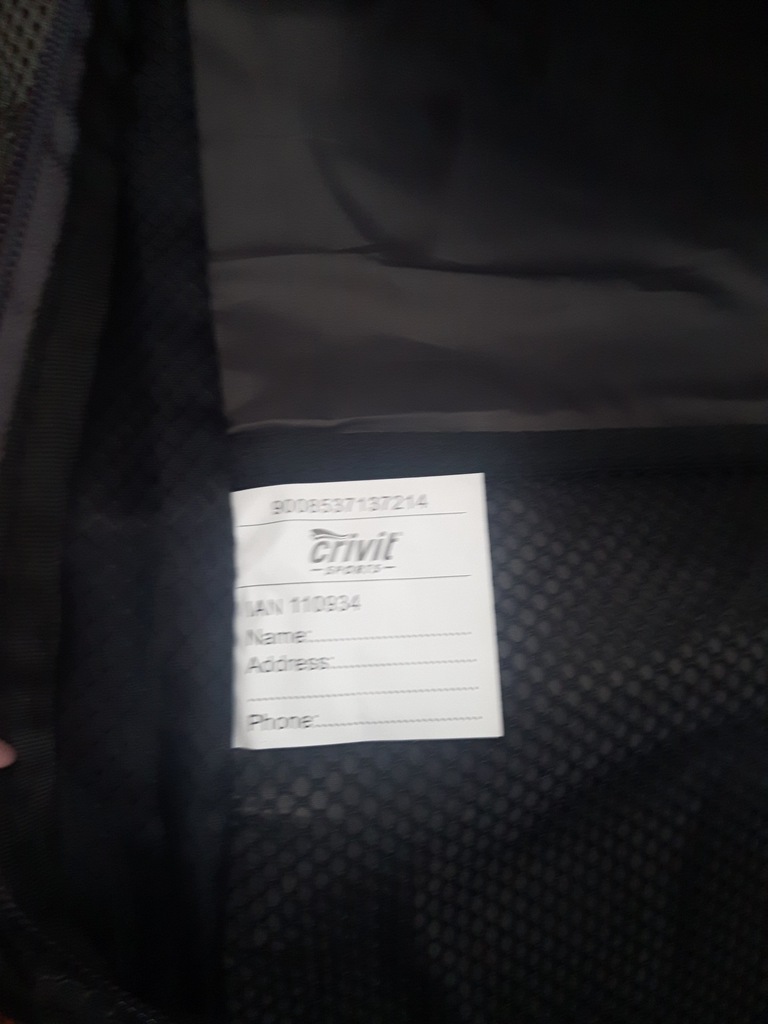 9008537137214
crivit
SPORTS
IAN 110934
Name:
Address:
Phone: